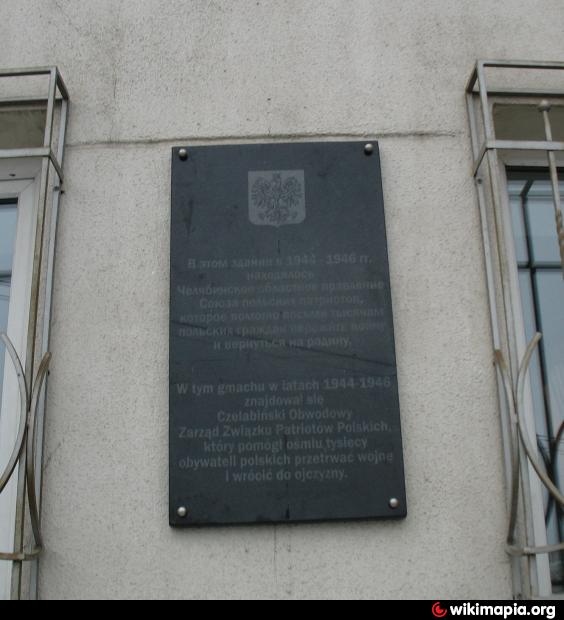 В этом здании в 1944 - 1946 гг.
находилось
Челябинское областное правление
Союза польских патриотов,
которое помогло восьми тысячам
польских граждан пережить войну
и вернуться на родину.
W tym gmachu w latach 1944-1946
znajdował się
Czelabiński Obwodowy
Zarząd Związku Patriotów Polskich,
który pomógł ośmiu tysięcy
obywateli polskich przetrwać wojnę
i wrócić do ojczyzny.
wikimapia.org